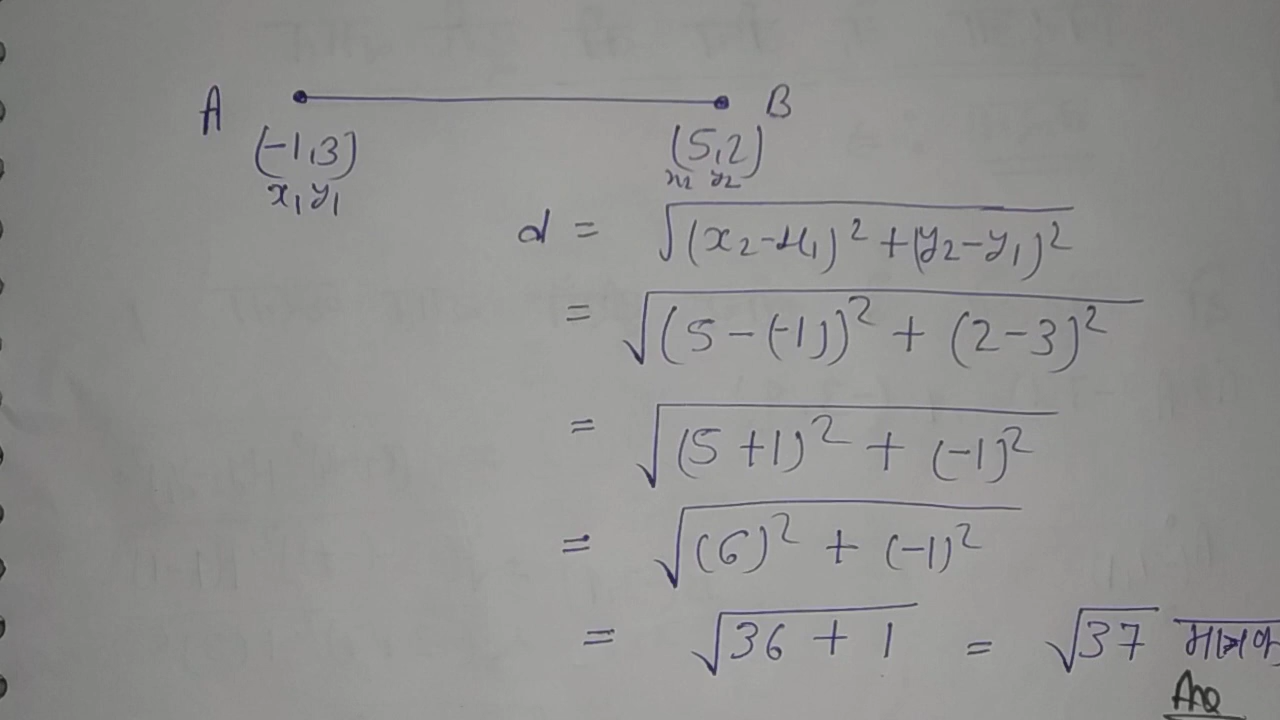 A B
(-1,3) (5,2)
x₁ y₁ x₂ y₂
d = √(x₂-x₁)² + (y₂-y₁)²
= √(5-(-1))² + (2-3)²
= √(5+1)² + (-1)²
= √(6)² + (-1)²
= √36 + 1 = √37 मात्रक
Ans